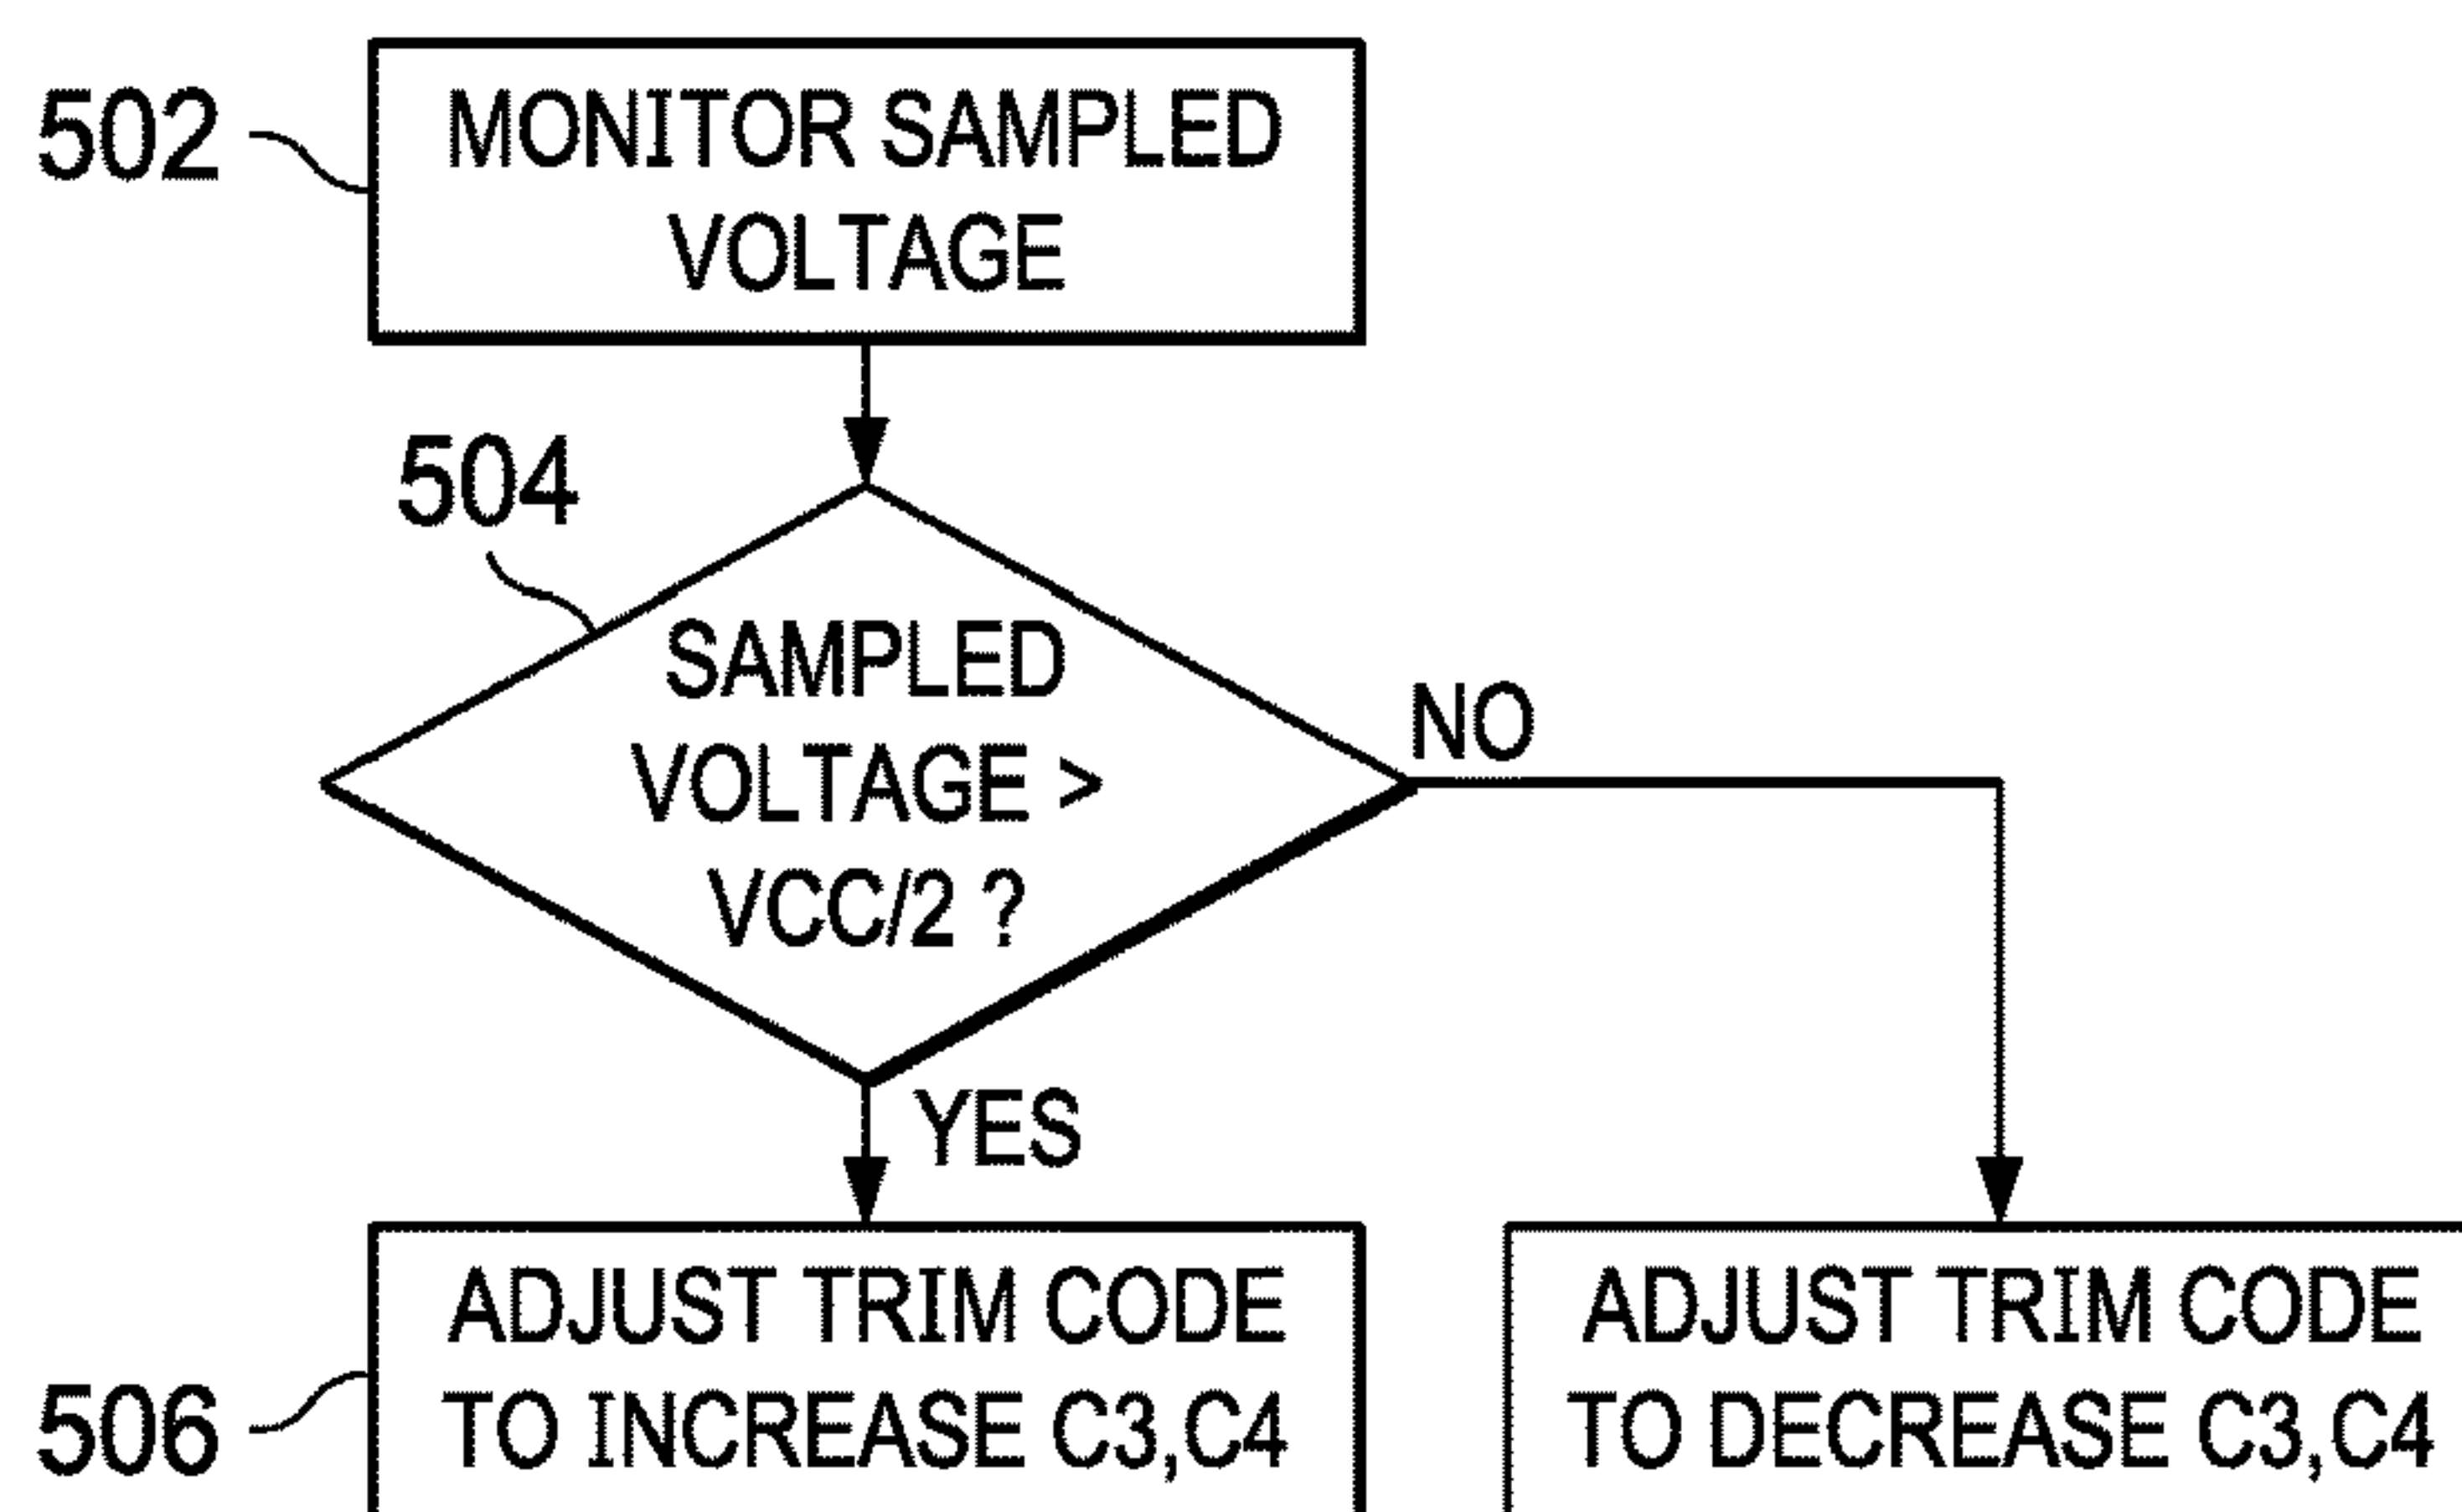 502
MONITOR SAMPLED
VOLTAGE
504
SAMPLED
VOLTAGE >
VCC/2 ?
NO
YES
506
ADJUST TRIM CODE
TO INCREASE C3,C4
ADJUST TRIM CODE
TO DECREASE C3,C4